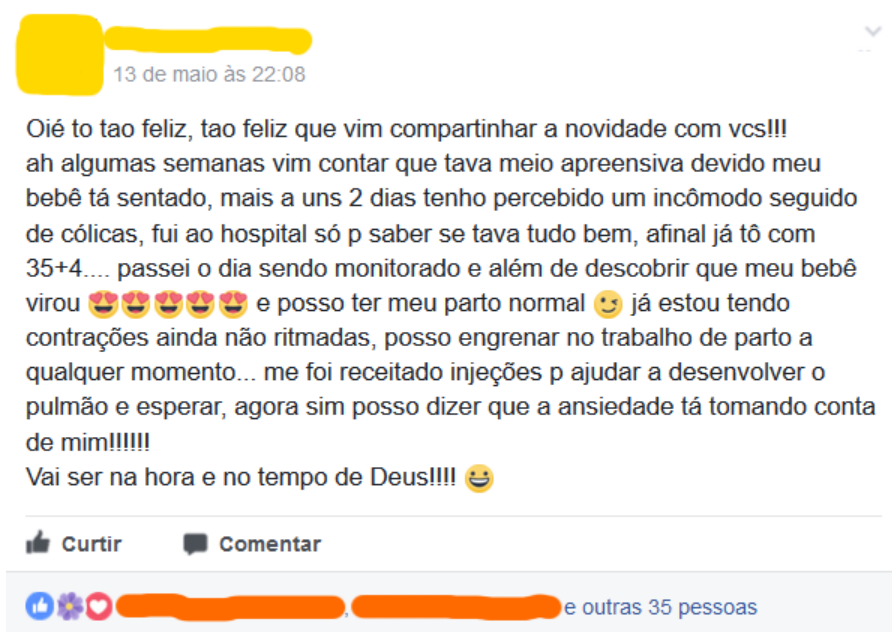 13 de maio às 22:08
Oié to tao feliz, tao feliz que vim compartinhar a novidade com vcs!!!
ah algumas semanas vim contar que tava meio apreensiva devido meu
bebê tá sentado, mais a uns 2 dias tenho percebido um incômodo seguido
de cólicas, fui ao hospital só p saber se tava tudo bem, afinal já tô com
35+4.... passei o dia sendo monitorado e além de descobrir que meu bebê
virou 😍😍😍😍😍 e posso ter meu parto normal 😉 já estou tendo
contrações ainda não ritmadas, posso engrenar no trabalho de parto a
qualquer momento... me foi receitado injeções p ajudar a desenvolver o
pulmão e esperar, agora sim posso dizer que a ansiedade tá tomando conta
de mim!!!!!!
Vai ser na hora e no tempo de Deus!!!! 😀
Curtir Comentar
, e outras 35 pessoas